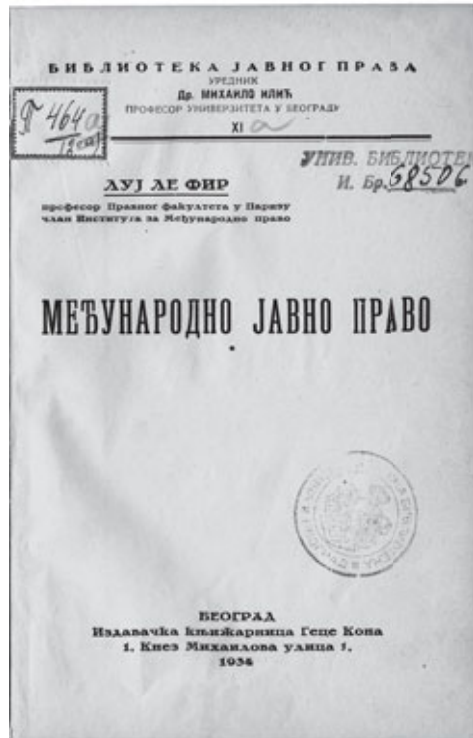 БИБЛИОТЕКА ЈАВНОГ ПРАВА
УРЕДНИК
Др. МИХАИЛО ИЛИЋ
ПРОФЕСОР УНИВЕРЗИТЕТА У БЕОГРАДУ
XI a
464
УНИВ. БИБЛИОТЕ
И. Бр. 68506
ЛУЈ ЛЕ ФИР
професор Правног факултета у Паризу
члан Института за Међународно право
МЕЂУНАРОДНО ЈАВНО ПРАВО
БЕОГРАД
Издавачка књижарница Геце Кона
1, Кнез Михаилова улица 1.
1934